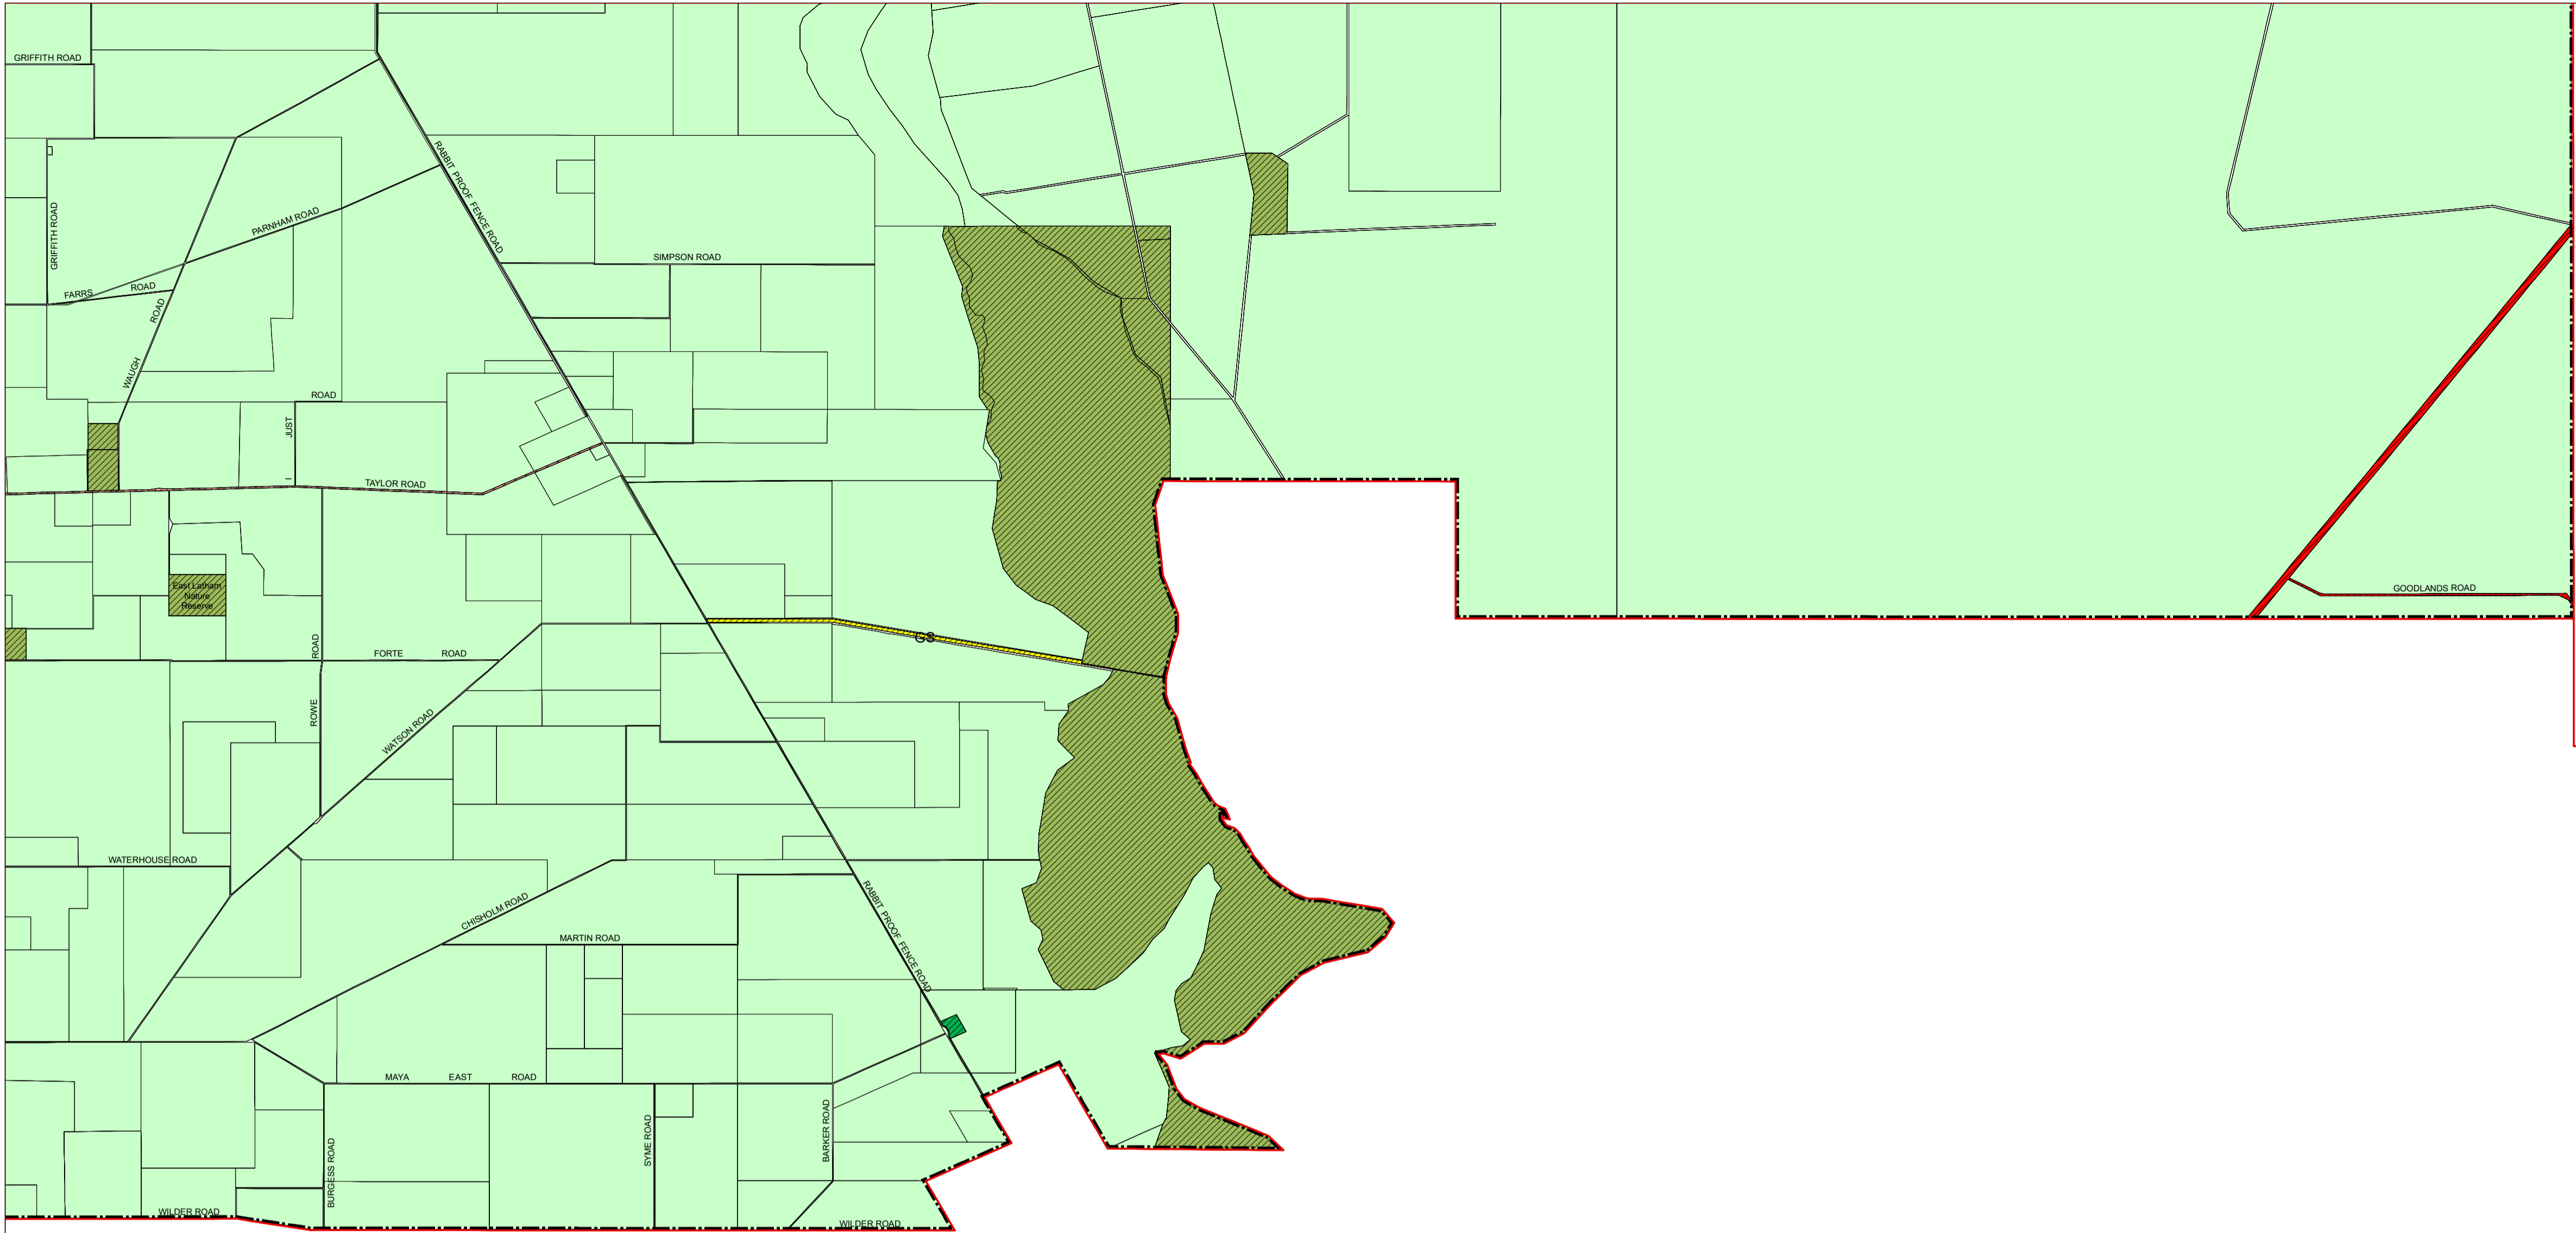 GRIFFITH ROAD
RABBIT PROOF FENCE ROAD
PARNHAM ROAD
GRIFFITH ROAD
SIMPSON ROAD
FARRS ROAD
WAUGH ROAD
ROAD
JUST
TAYLOR ROAD
East Latham
Nature
Reserve
GOODLANDS ROAD
GS
ROWE ROAD
FORTE ROAD
WATSON ROAD
WATERHOUSE ROAD
CHISHOLM ROAD
RABBIT PROOF FENCE ROAD
MARTIN ROAD
MAYA EAST ROAD
BURGESS ROAD
SYME ROAD
BARKER ROAD
WILDER ROAD
WILDER ROAD